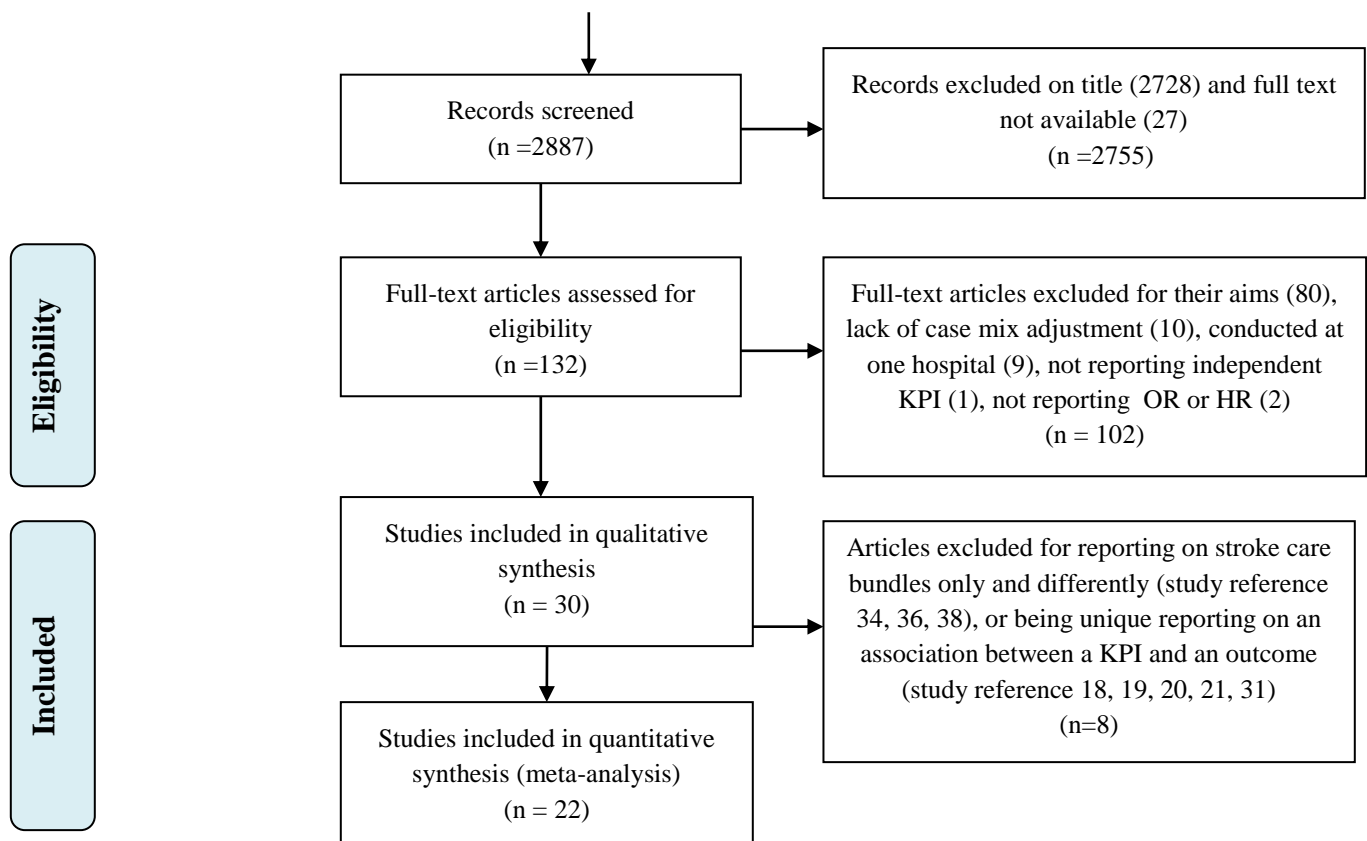 Records screened
(n =2887)
Records excluded on title (2728) and full text
not available (27)
(n =2755)
Eligibility
Full-text articles assessed for
eligibility
(n =132)
Full-text articles excluded for their aims (80),
lack of case mix adjustment (10), conducted at
one hospital (9), not reporting independent
KPI (1), not reporting  OR or HR (2)
(n = 102)
Included
Studies included in qualitative
synthesis
(n = 30)
Articles excluded for reporting on stroke care
bundles only and differently (study reference
34, 36, 38), or being unique reporting on an
association between a KPI and an outcome
(study reference 18, 19, 20, 21, 31)
(n=8)
Studies included in quantitative
synthesis (meta-analysis)
(n = 22)